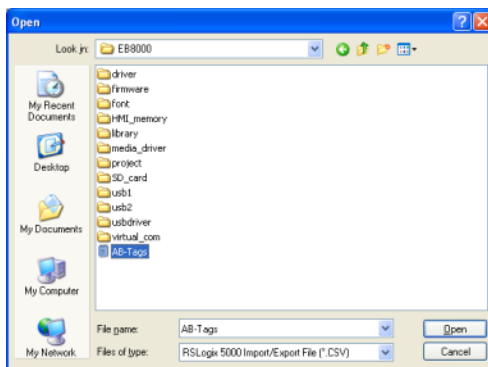 Open
Look in:
EB8000
My Recent
Documents
Desktop
My Documents
My Computer
My Network
driver
firmware
font
HMI_memory
library
media_driver
project
SD_card
usb1
usb2
usbdriver
virtual_com
AB-Tags
File name:
AB-Tags
Open
Files of type:
RSLogix 5000 Import/Export File (*.CSV)
Cancel